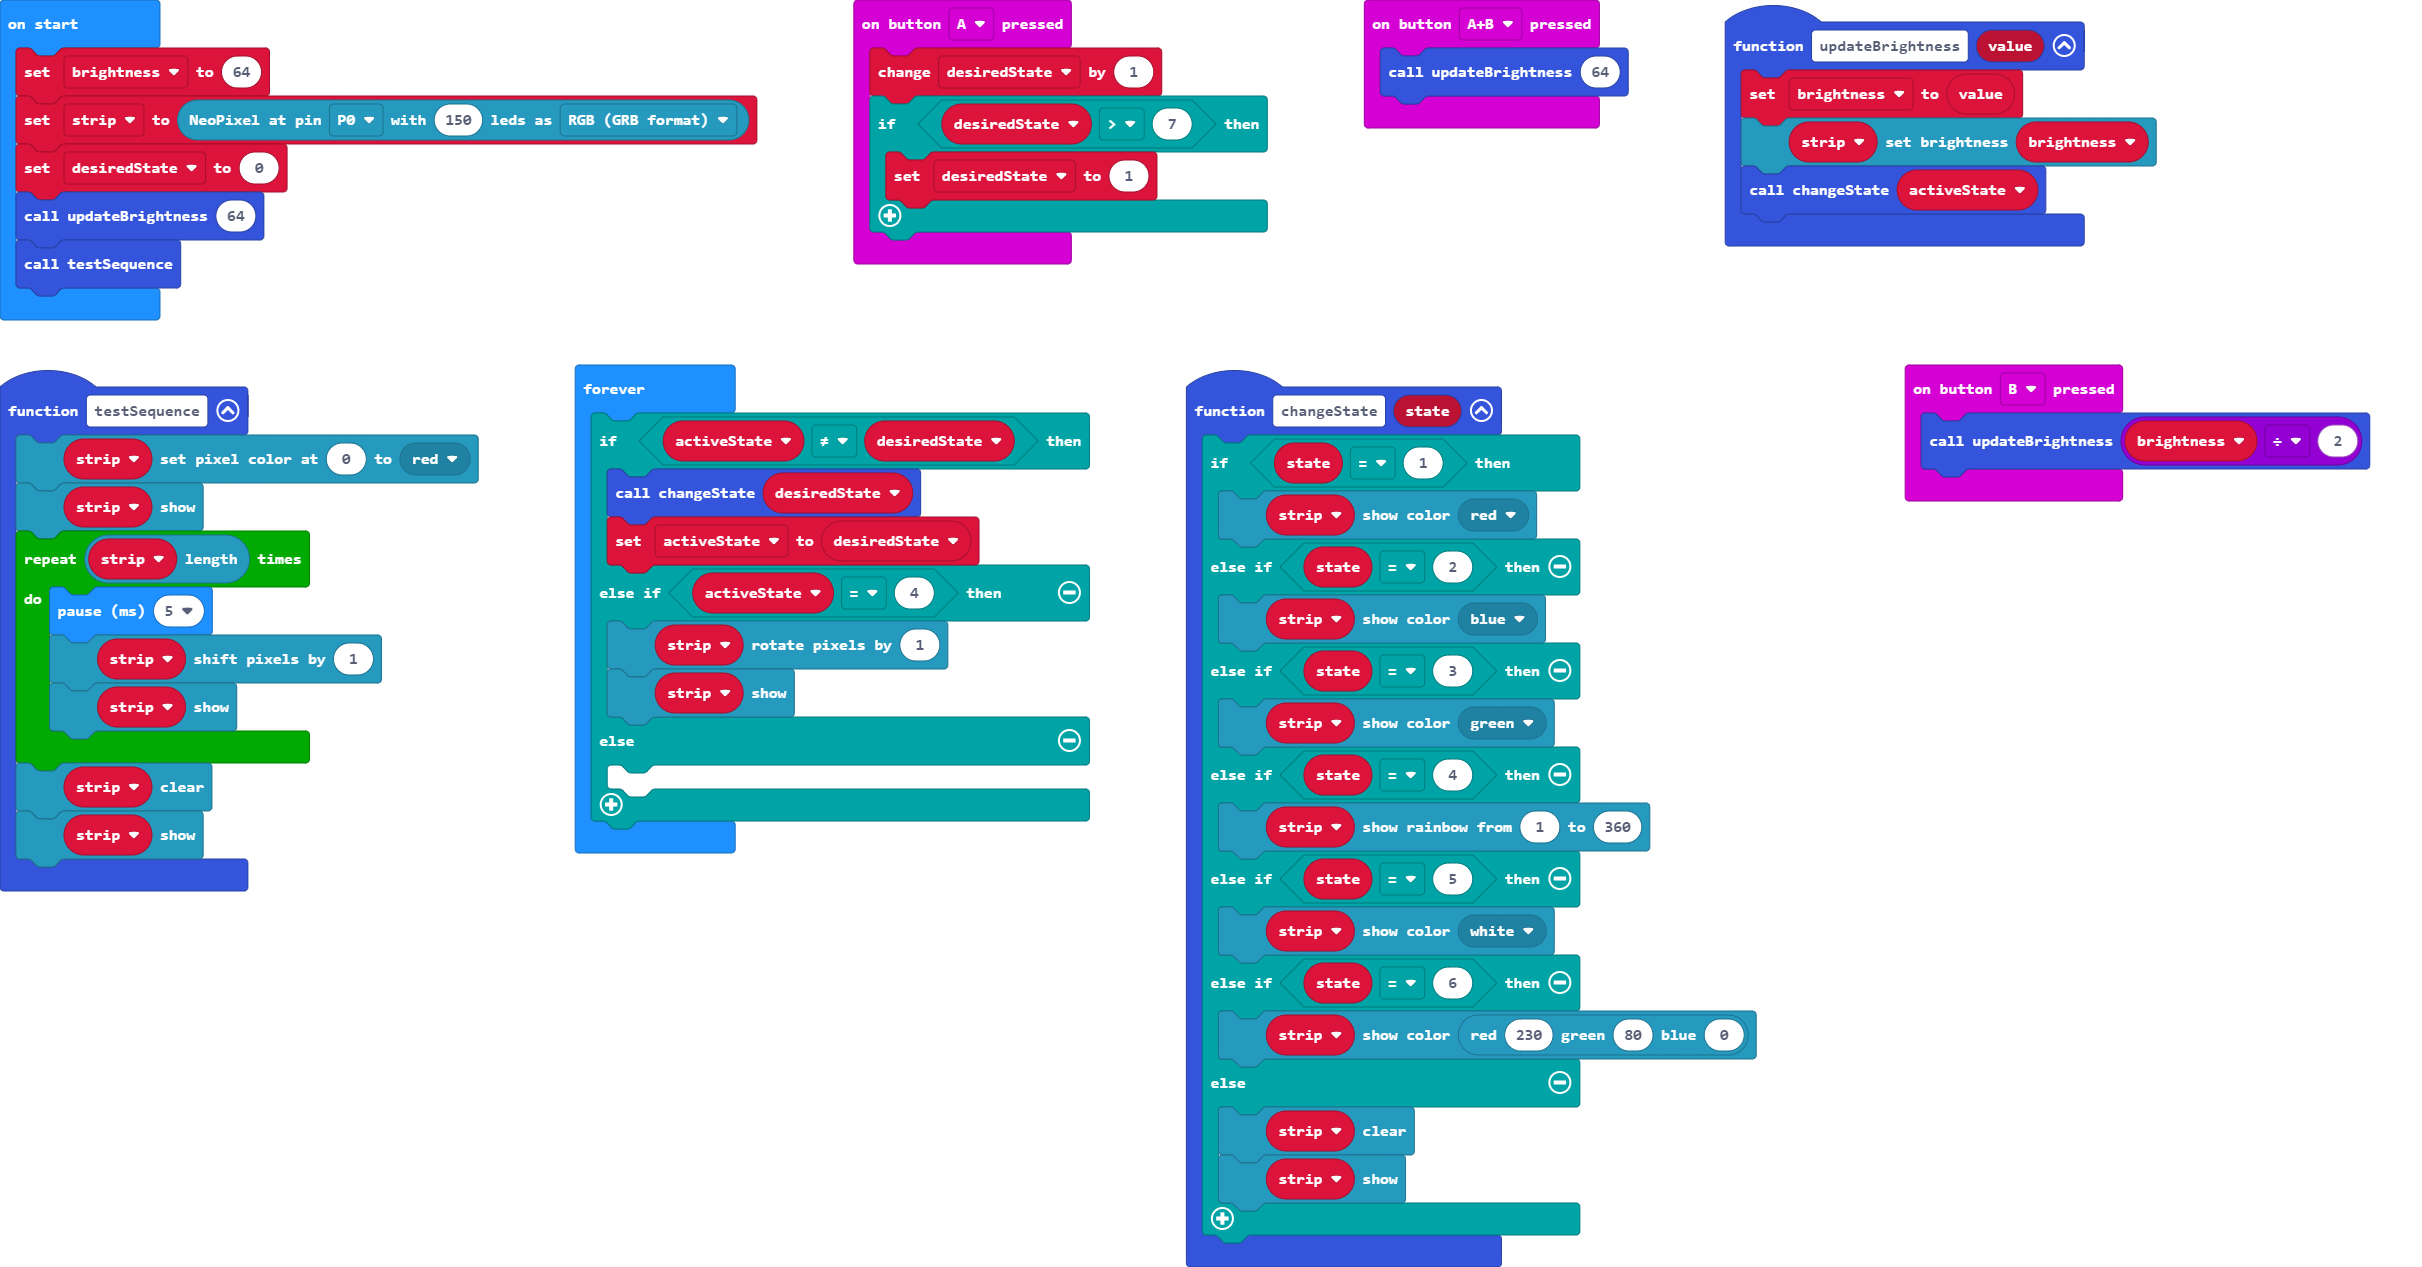 on start
set brightness to 64
set strip to NeoPixel at pin P0 with 150 leds as RGB (GRB format)
set desiredState to 0
call updateBrightness 64
call testSequence
on button A pressed
change desiredState by 1
if desiredState > 7 then
set desiredState to 1
on button A+B pressed
call updateBrightness 64
function updateBrightness value
set brightness to value
strip set brightness brightness
call changeState activeState
function testSequence
strip set pixel color at 0 to red
strip show
repeat strip length times
do
pause (ms) 5
strip shift pixels by 1
strip show
strip clear
strip show
forever
if activeState ≠ desiredState then
call changeState desiredState
set activeState to desiredState
else if activeState = 4 then
strip rotate pixels by 1
strip show
else
function changeState state
if state = 1 then
strip show color red
else if state = 2 then
strip show color blue
else if state = 3 then
strip show color green
else if state = 4 then
strip show rainbow from 1 to 360
else if state = 5 then
strip show color white
else if state = 6 then
strip show color red 230 green 80 blue 0
else
strip clear
strip show
on button B pressed
call updateBrightness brightness ÷ 2